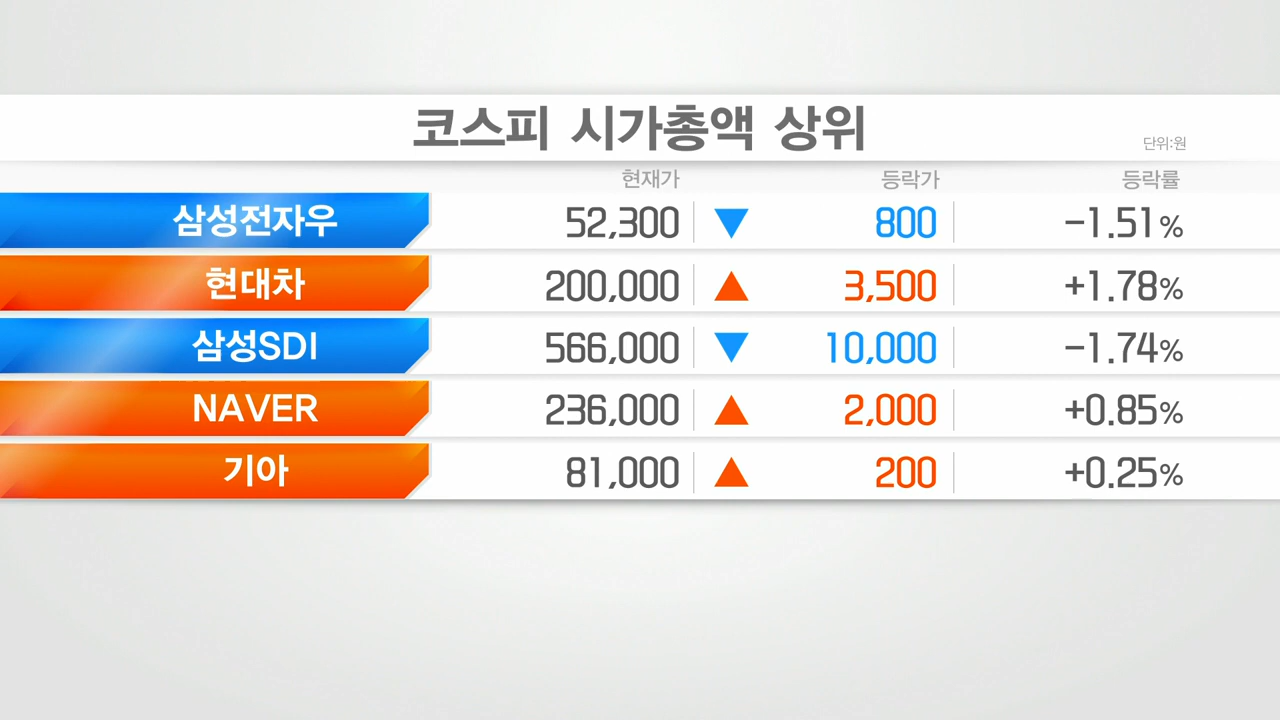 코스피 시가총액 상위
단위:원
현재가 등락가 등락률
삼성전자우 52,300 ▼ 800 -1.51%
현대차 200,000 ▲ 3,500 +1.78%
삼성SDI 566,000 ▼ 10,000 -1.74%
NAVER 236,000 ▲ 2,000 +0.85%
기아 81,000 ▲ 200 +0.25%